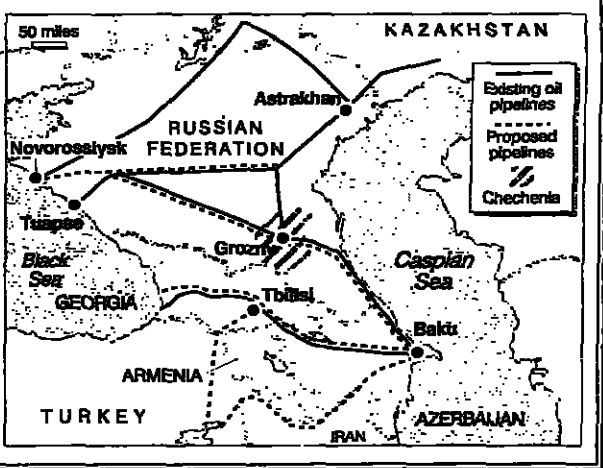 50 miles
KAZAKHSTAN
Existing oil
pipelines
Proposed
pipelines
Chechenia
Astrakhan
RUSSIAN
FEDERATION
Novorossiysk
Tuapse
Grozny
Black
Sea
Caspian
Sea
GEORGIA
Tbilisi
Baku
ARMENIA
TURKEY
IRAN
AZERBAIJAN